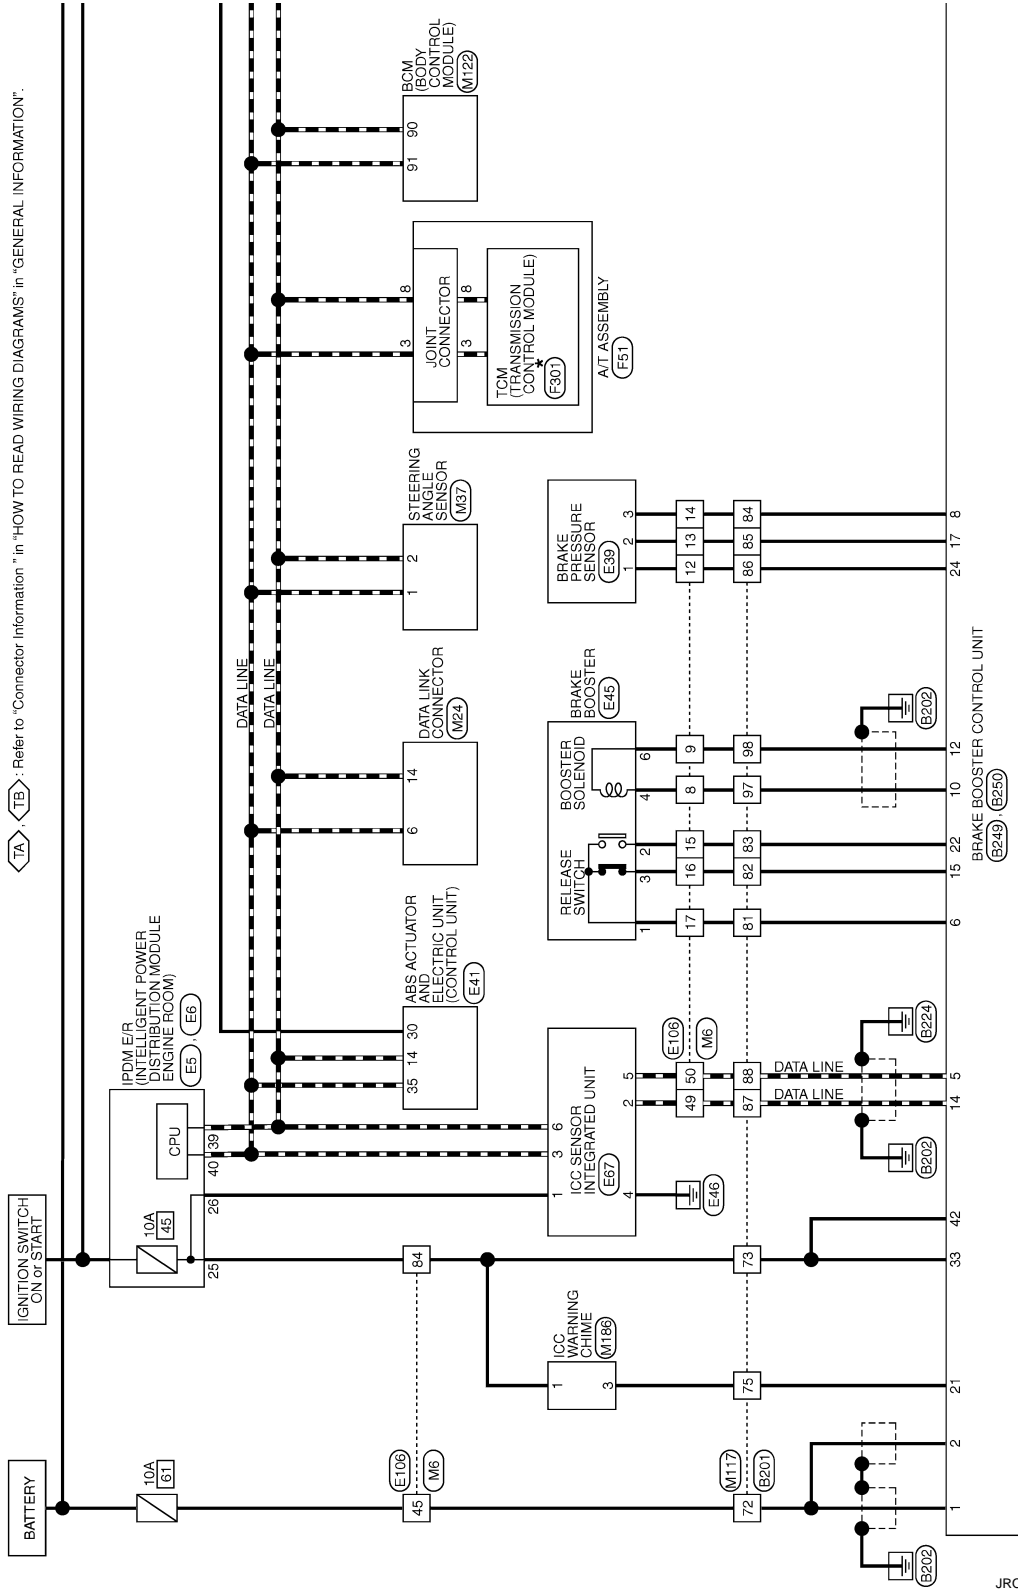 TA , TB : Refer to "Connector Information " in "HOW TO READ WIRING DIAGRAMS" in "GENERAL INFORMATION".
BATTERY
IGNITION SWITCH
ON or START
10A
61
10A
45
CPU
IPDM E/R
(INTELLIGENT POWER
DISTRIBUTION MODULE
ENGINE ROOM)
E5 , E6
25
26
40
39
DATA LINE
DATA LINE
ABS ACTUATOR
AND
ELECTRIC UNIT
(CONTROL UNIT)
E41
35
14
30
DATA LINK
CONNECTOR
M24
6
14
STEERING
ANGLE
SENSOR
M37
1
2
JOINT
CONNECTOR
3
8
3
8
TCM
(TRANSMISSION
CONTROL MODULE)
*
F301
A/T ASSEMBLY
F51
BCM
(BODY
CONTROL
MODULE)
M122
91
90
E106
M6
45
84
ICC
WARNING
CHIME
M186
1
3
ICC SENSOR
INTEGRATED UNIT
E67
1
3
6
4
2
5
E46
BRAKE
BOOSTER
E45
RELEASE
SWITCH
BOOSTER
SOLENOID
1
3
2
4
6
BRAKE
PRESSURE
SENSOR
E39
1
2
3
E106
M6
49
50
17
16
15
8
9
12
13
14
M117
B201
72
75
73
87
88
81
82
83
97
98
86
85
84
DATA LINE
DATA LINE
B202
B202
B224
B202
1
2
21
33
42
14
5
6
15
22
10
12
24
17
8
BRAKE BOOSTER CONTROL UNIT
B249 , B250
JRO